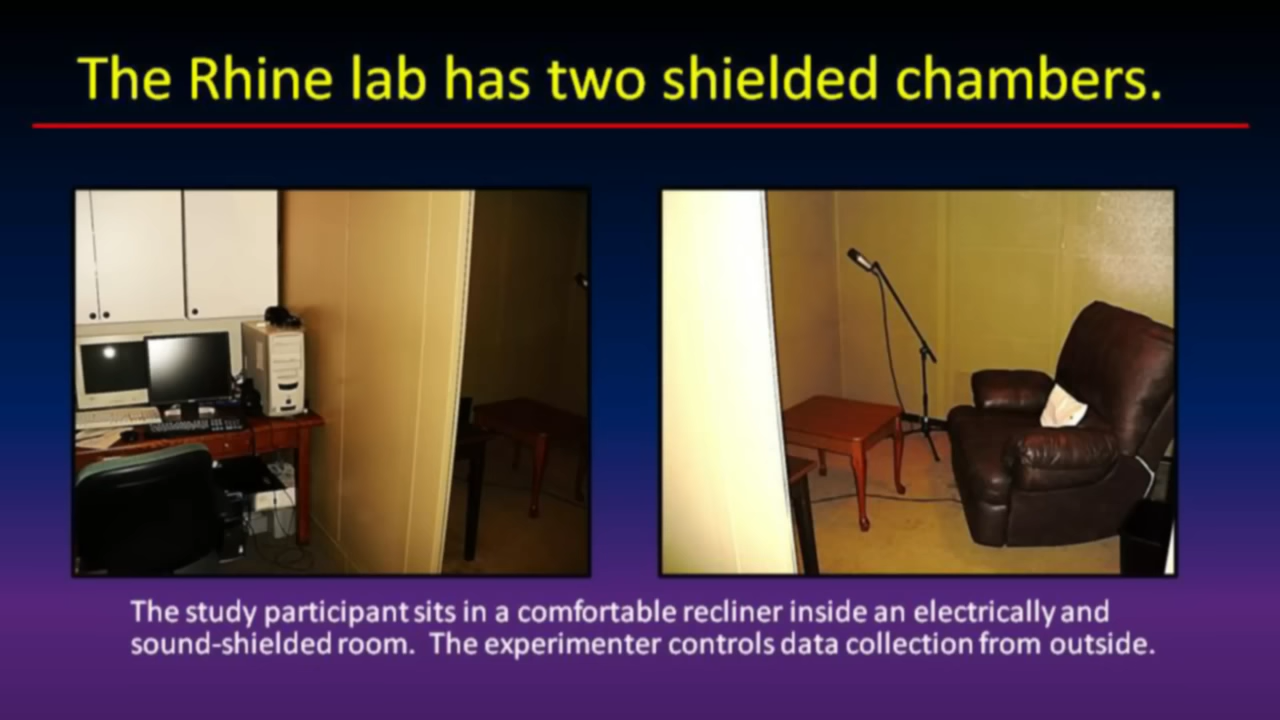 The Rhine lab has two shielded chambers.
The study participant sits in a comfortable recliner inside an electrically and
sound-shielded room. The experimenter controls data collection from outside.